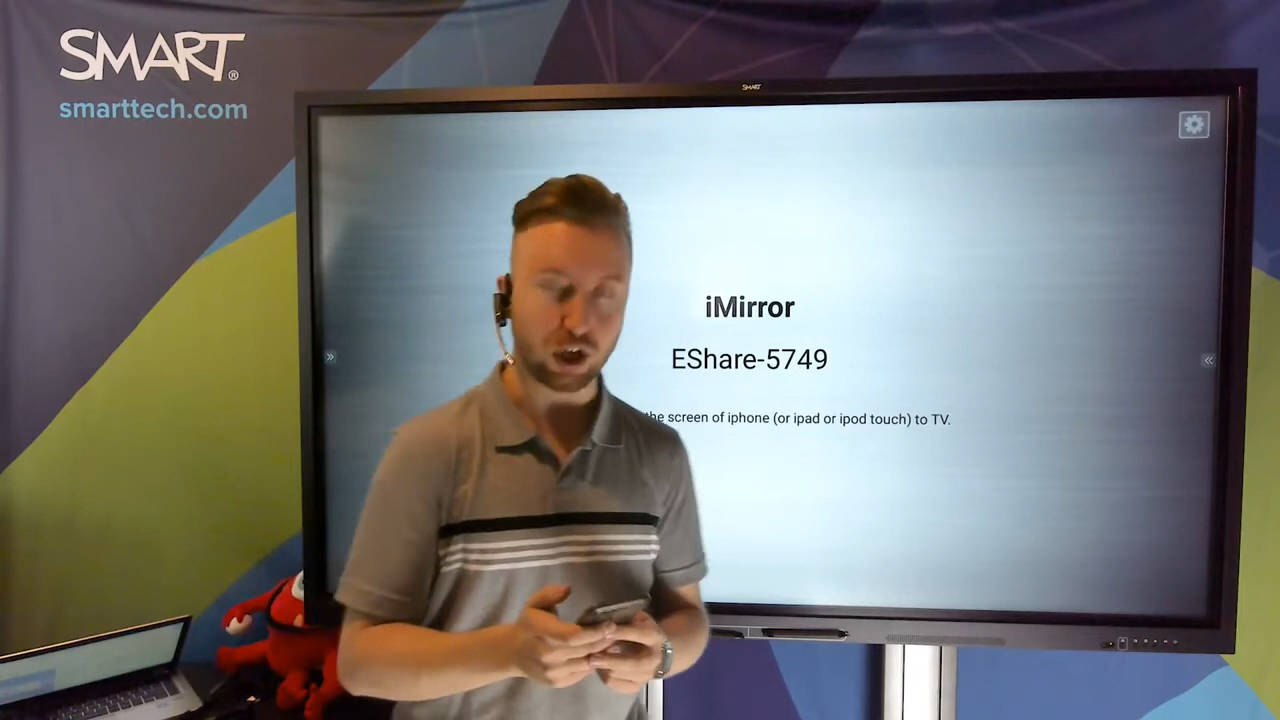 SMART®
smarttech.com
SMART
iMirror
EShare-5749
the screen of iphone (or ipad or ipod touch) to TV.